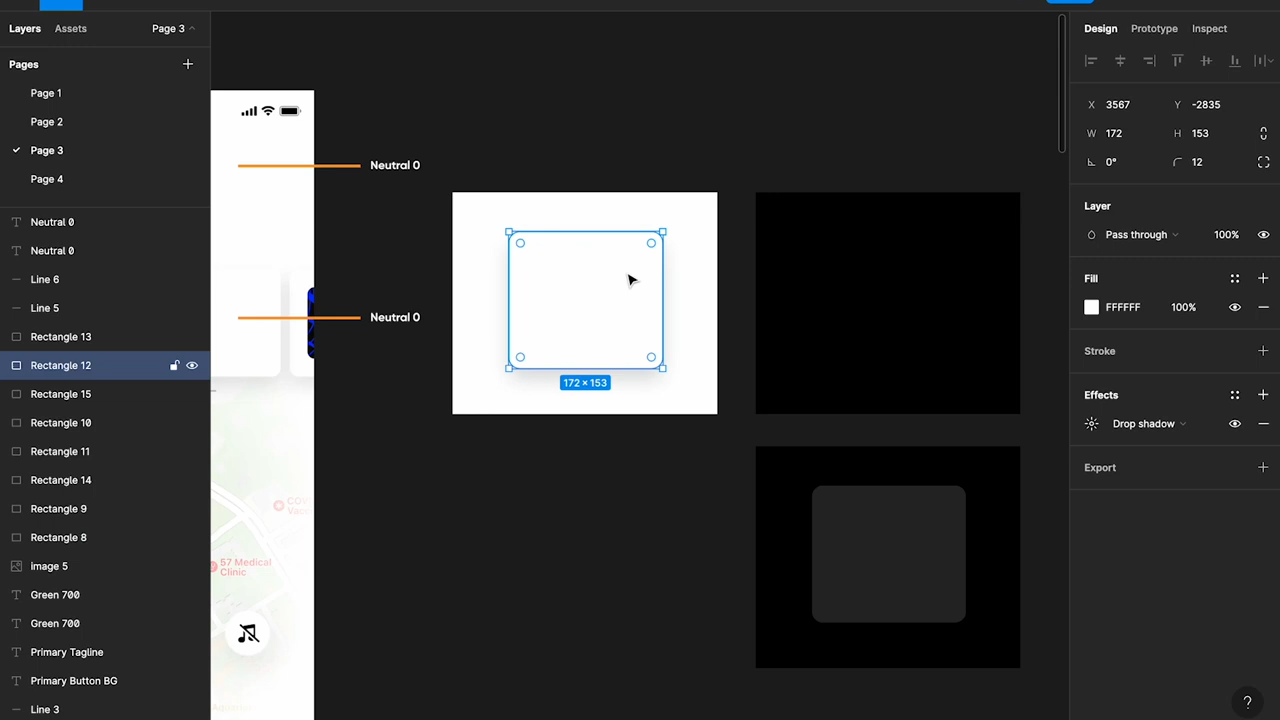 Layers Assets Page 3
Pages
Page 1
Page 2
Page 3
Page 4
Neutral 0
Neutral 0
Line 6
Line 5
Rectangle 13
Rectangle 12
Rectangle 15
Rectangle 10
Rectangle 11
Rectangle 14
Rectangle 9
Rectangle 8
image 5
Green 700
Green 700
Primary Tagline
Primary Button BG
Line 3
Neutral 0
Neutral 0
57 Medical
Clinic
172 × 153
Design Prototype Inspect
X 3567 Y -2835
W 172 H 153
0° 12
Layer
Pass through 100%
Fill
FFFFFF 100%
Stroke
Effects
Drop shadow
Export
?